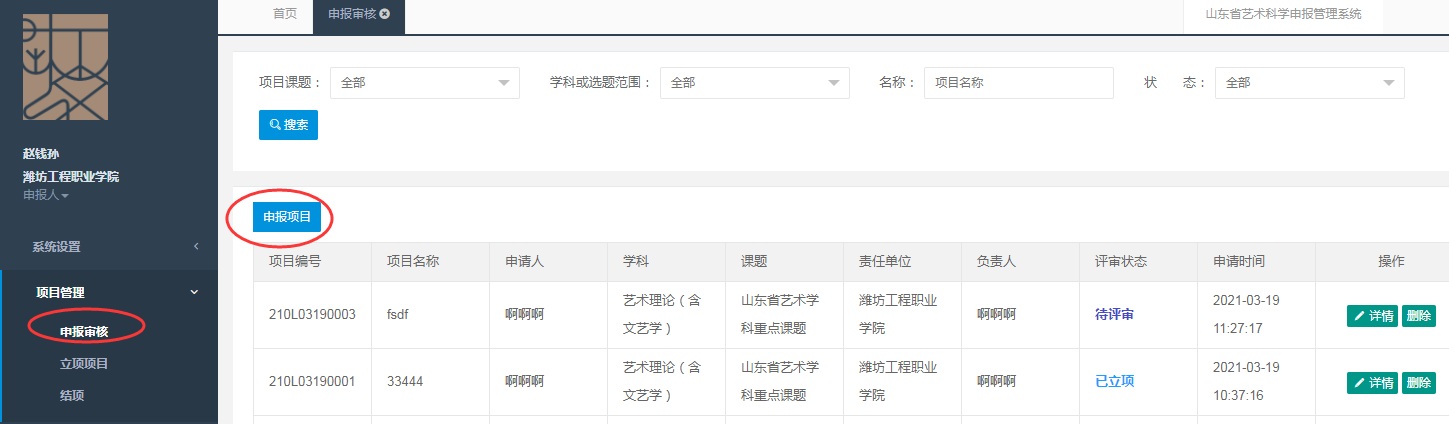 首页
申报审核
山东省艺术科学申报管理系统
赵钱孙
潍坊工程职业学院
申报人
系统设置
项目管理
申报审核
立项项目
结项
项目课题： 全部 学科或选题范围： 全部 名称： 项目名称 状 态： 全部
搜索
申报项目
项目编号 项目名称 申请人 学科 课题 责任单位 负责人 评审状态 申请时间 操作
210L03190003 fsdf 啊啊啊 艺术理论（含 山东省艺术学 潍坊工程职业 啊啊啊 待评审 2021-03-19 详情 删除
文艺学） 科重点课题 学院 11:27:17
210L03190001 33444 啊啊啊 艺术理论（含 山东省艺术学 潍坊工程职业 啊啊啊 已立项 2021-03-19 详情 删除
文艺学） 科重点课题 学院 10:37:16